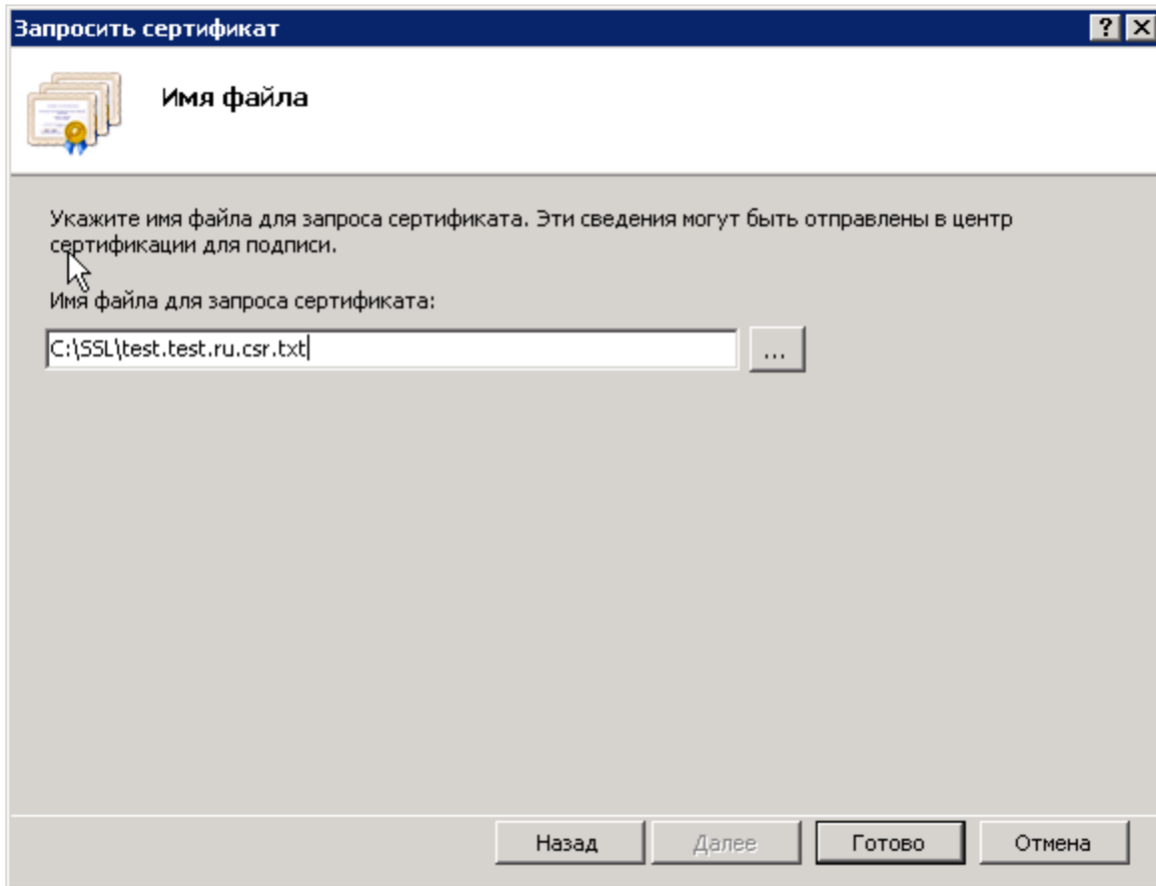 Запросить сертификат
Имя файла
Укажите имя файла для запроса сертификата. Эти сведения могут быть отправлены в центр
сертификации для подписи.
Имя файла для запроса сертификата:
C:\SSL\test.test.ru.csr.txt
...
Назад
Далее
Готово
Отмена